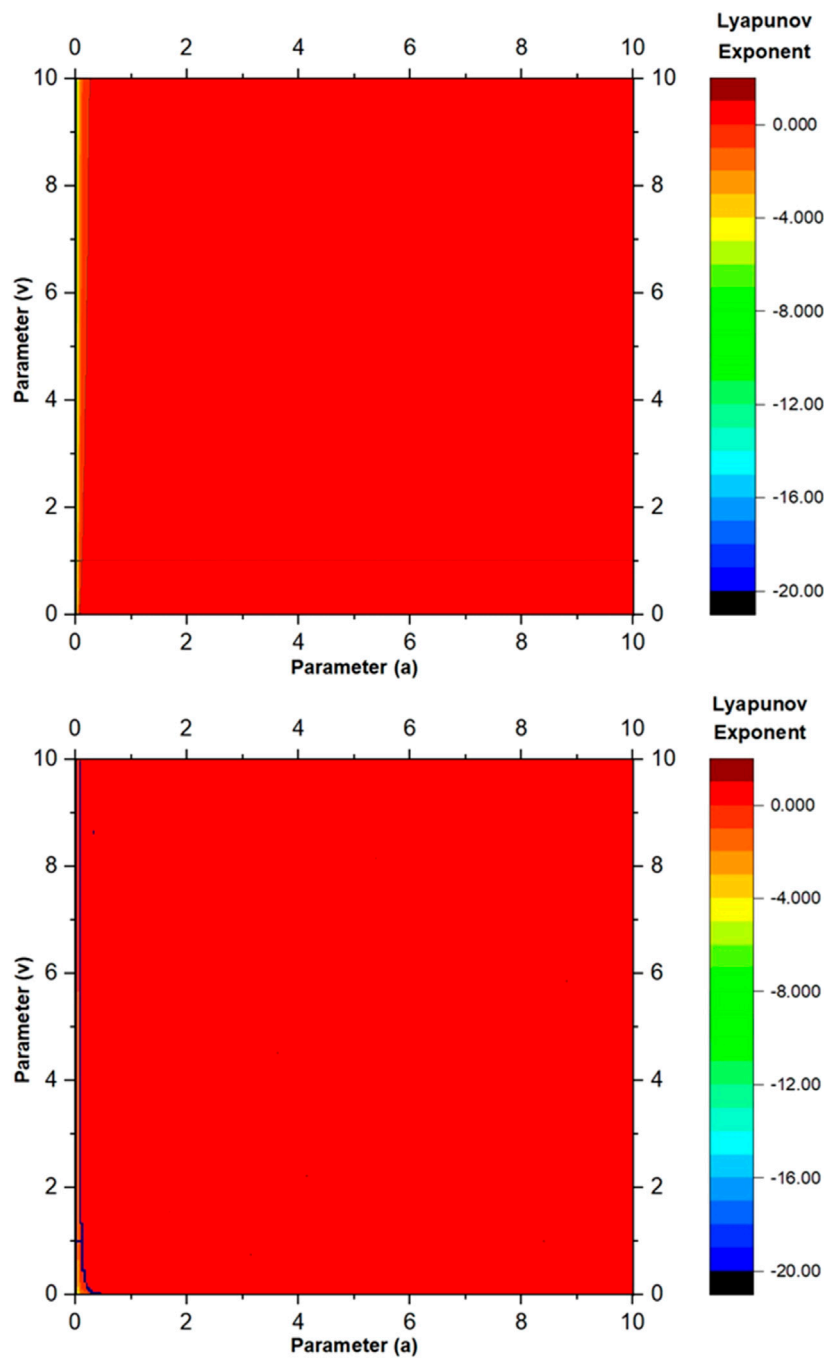 0 2 4 6 8 10
Lyapunov
Exponent
10 10
8 8
6 6
4 4
2 2
0 0
Parameter (v)
0 2 4 6 8 10
Parameter (a)
0.000
-4.000
-8.000
-12.00
-16.00
-20.00
0 2 4 6 8 10
Lyapunov
Exponent
10 10
8 8
6 6
4 4
2 2
0 0
Parameter (v)
0 2 4 6 8 10
Parameter (a)
0.000
-4.000
-8.000
-12.00
-16.00
-20.00